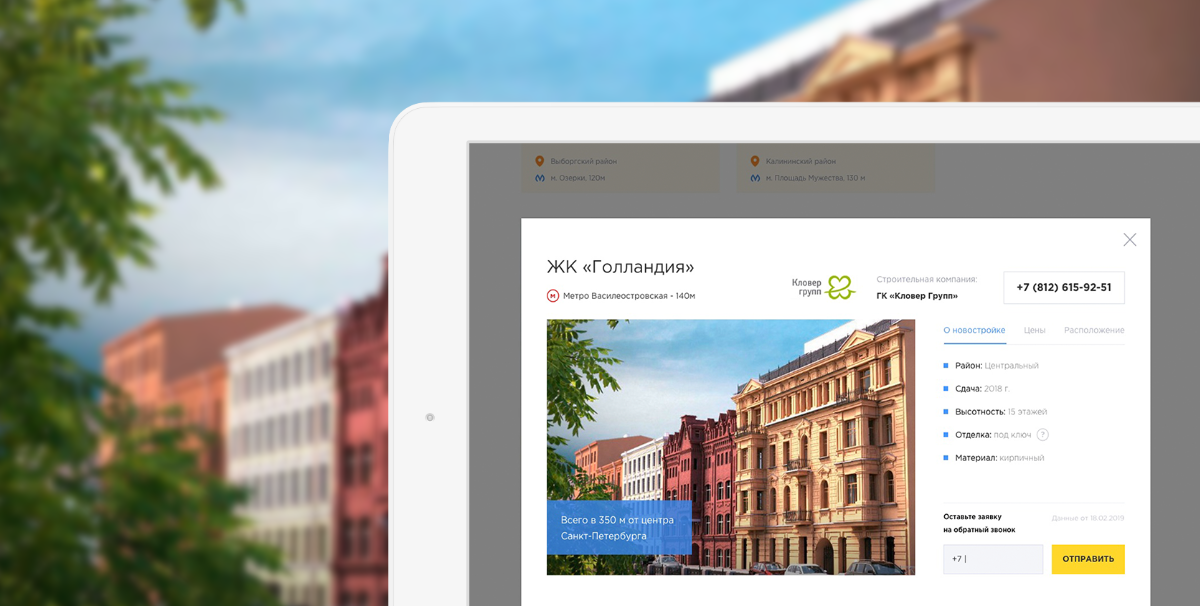 Выборгский район
м. Озерки, 120м
Калининский район
м. Площадь Мужества, 130 м
ЖК «Голландия»
М Метро Василеостровская - 140м
Кловер
групп
Строительная компания:
ГК «Кловер Групп»
+7 (812) 615-92-51
О новостройке Цены Расположение
Район: Центральный
Сдача: 2018 г.
Высотность: 15 этажей
Отделка: под ключ ?
Материал: кирпичный
Всего в 350 м от центра
Санкт-Петербурга
Оставьте заявку
на обратный звонок
Данные от 18.02.2019
+7 |
ОТПРАВИТЬ